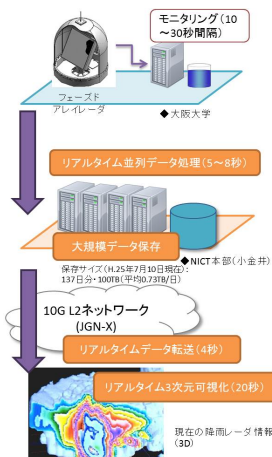 モニタリング(10
～30秒間隔)
フェーズド
アレイレーダ
◆大阪大学
リアルタイム並列データ処理(5～8秒)
大規模データ保存
◆NICT本部(小金井)
保存サイズ(H.25年7月10日現在):
137日分・100TB(平均0.73TB/日)
10G L2ネットワーク
(JGN-X)
リアルタイムデータ転送(4秒)
リアルタイム3次元可視化(20秒)
現在の降雨レーダ情報
(3D)